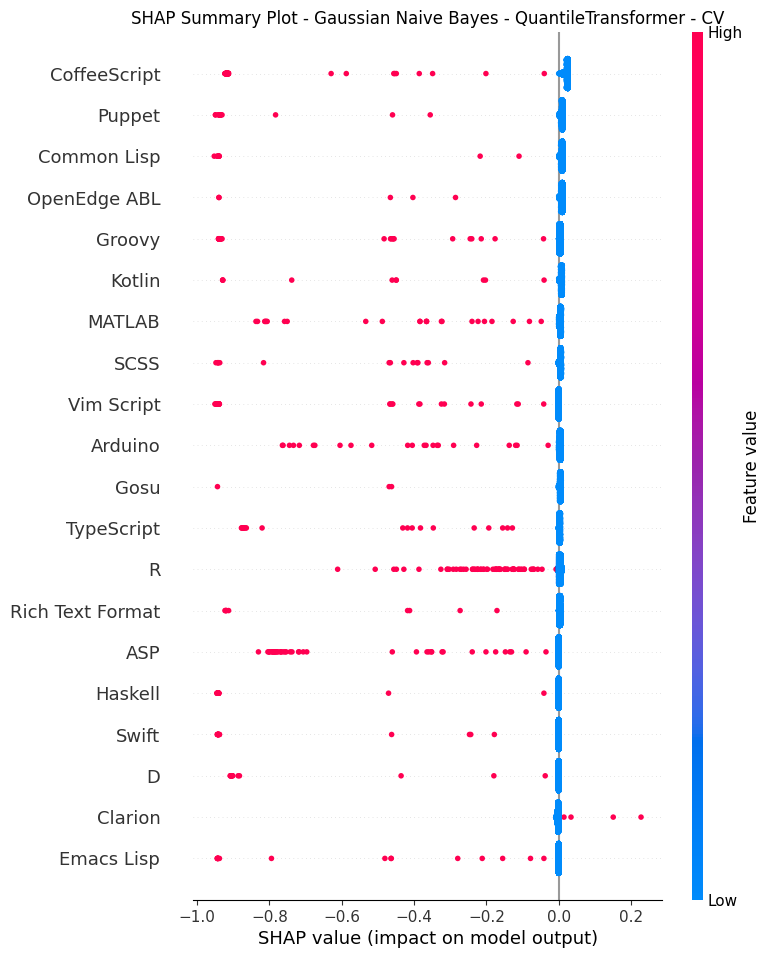 SHAP Summary Plot - Gaussian Naive Bayes - QuantileTransformer - CV
High
CoffeeScript
Puppet
Common Lisp
OpenEdge ABL
Groovy
Kotlin
MATLAB
SCSS
Vim Script
Arduino
Gosu
TypeScript
R
Rich Text Format
ASP
Haskell
Swift
D
Clarion
Emacs Lisp
Feature value
Low
−1.0 −0.8 −0.6 −0.4 −0.2 0.0 0.2
SHAP value (impact on model output)